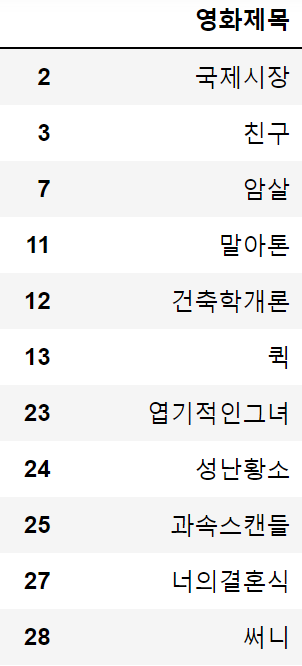 영화제목
2 국제시장
3 친구
7 암살
11 말아톤
12 건축학개론
13 퀵
23 엽기적인그녀
24 성난황소
25 과속스캔들
27 너의결혼식
28 써니